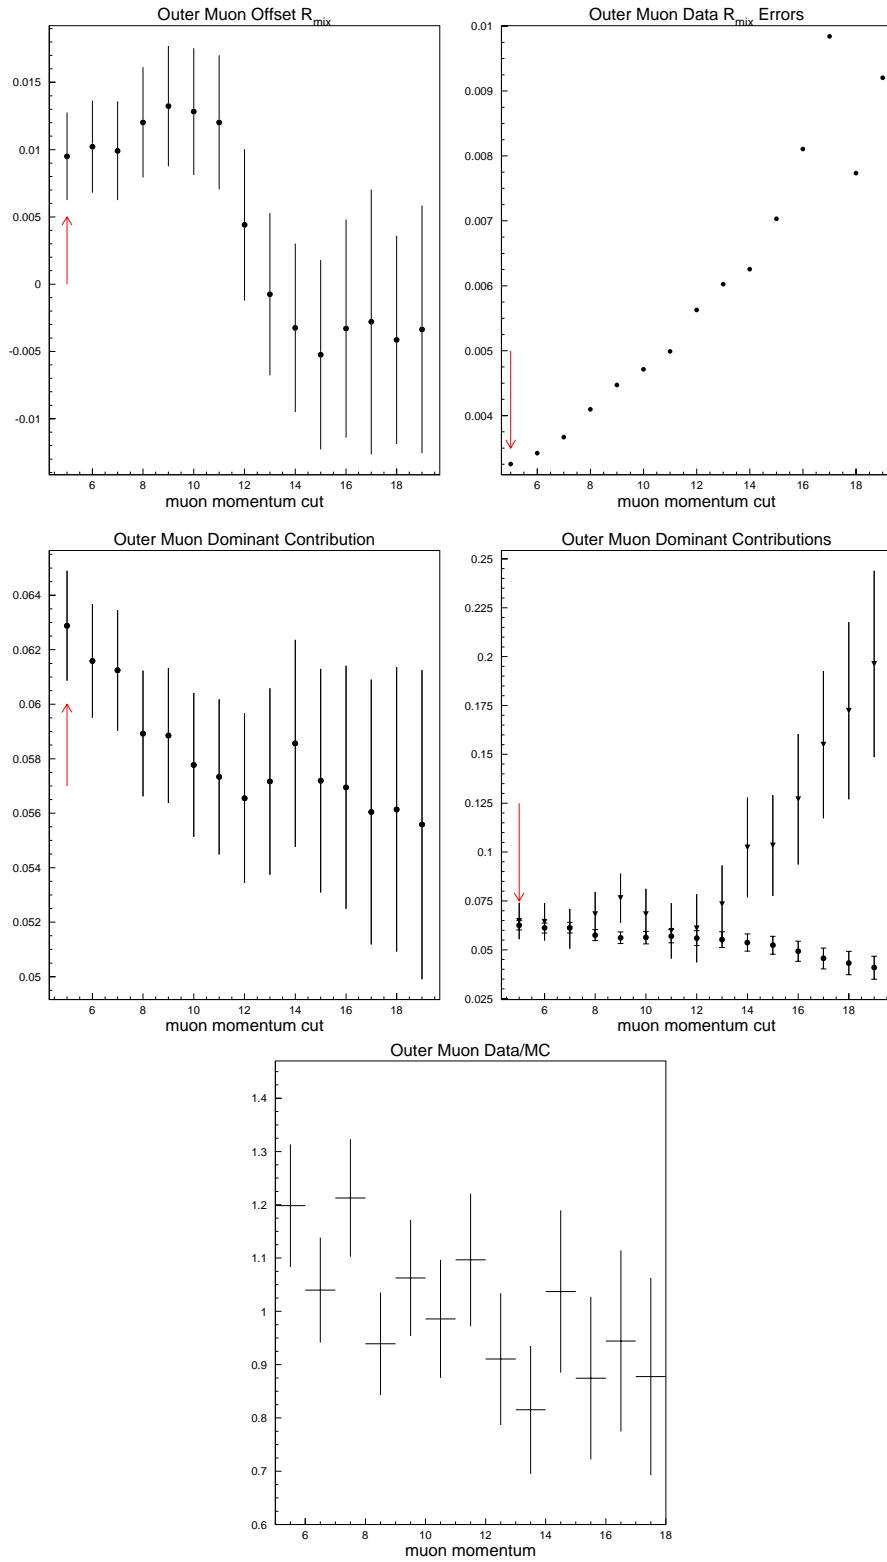 Outer Muon Offset R_mix
0.015
0.01
0.005
0
-0.005
-0.01
6 8 10 12 14 16 18
muon momentum cut
Outer Muon Data R_mix Errors
0.01
0.009
0.008
0.007
0.006
0.005
0.004
6 8 10 12 14 16 18
muon momentum cut
Outer Muon Dominant Contribution
0.064
0.062
0.06
0.058
0.056
0.054
0.052
0.05
6 8 10 12 14 16 18
muon momentum cut
Outer Muon Dominant Contributions
0.25
0.225
0.2
0.175
0.15
0.125
0.1
0.075
0.05
0.025
6 8 10 12 14 16 18
muon momentum cut
Outer Muon Data/MC
1.4
1.3
1.2
1.1
1
0.9
0.8
0.7
0.6
6 8 10 12 14 16 18
muon momentum